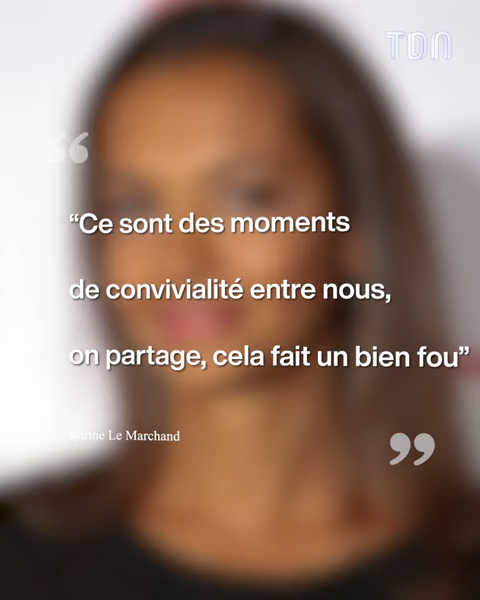 TDN
“Ce sont des moments
de convivialité entre nous,
on partage, cela fait un bien fou”
Le Marchand